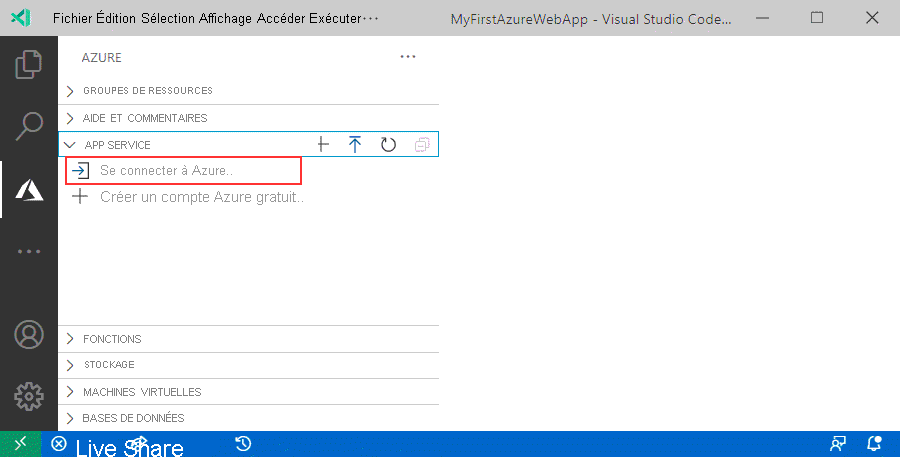 Fichier Édition Sélection Affichage Accéder Exécuter··· MyFirstAzureWebApp - Visual Studio Code...
AZURE
GROUPES DE RESSOURCES
AIDE ET COMMENTAIRES
APP SERVICE
Se connecter à Azure..
Créer un compte Azure gratuit..
FONCTIONS
STOCKAGE
MACHINES VIRTUELLES
BASES DE DONNÉES
Live Share